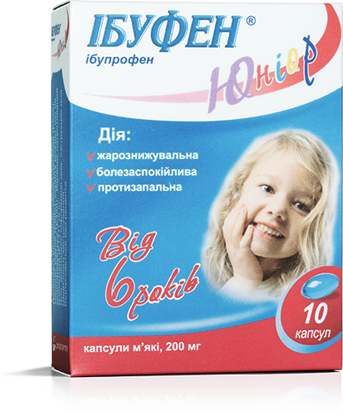 ІБУФЕН®
ібупрофен
Юніор
Дія:
жарознижувальна
болезаспокійлива
протизапальна
Від
6 років
10
капсул
капсули м'які, 200 мг